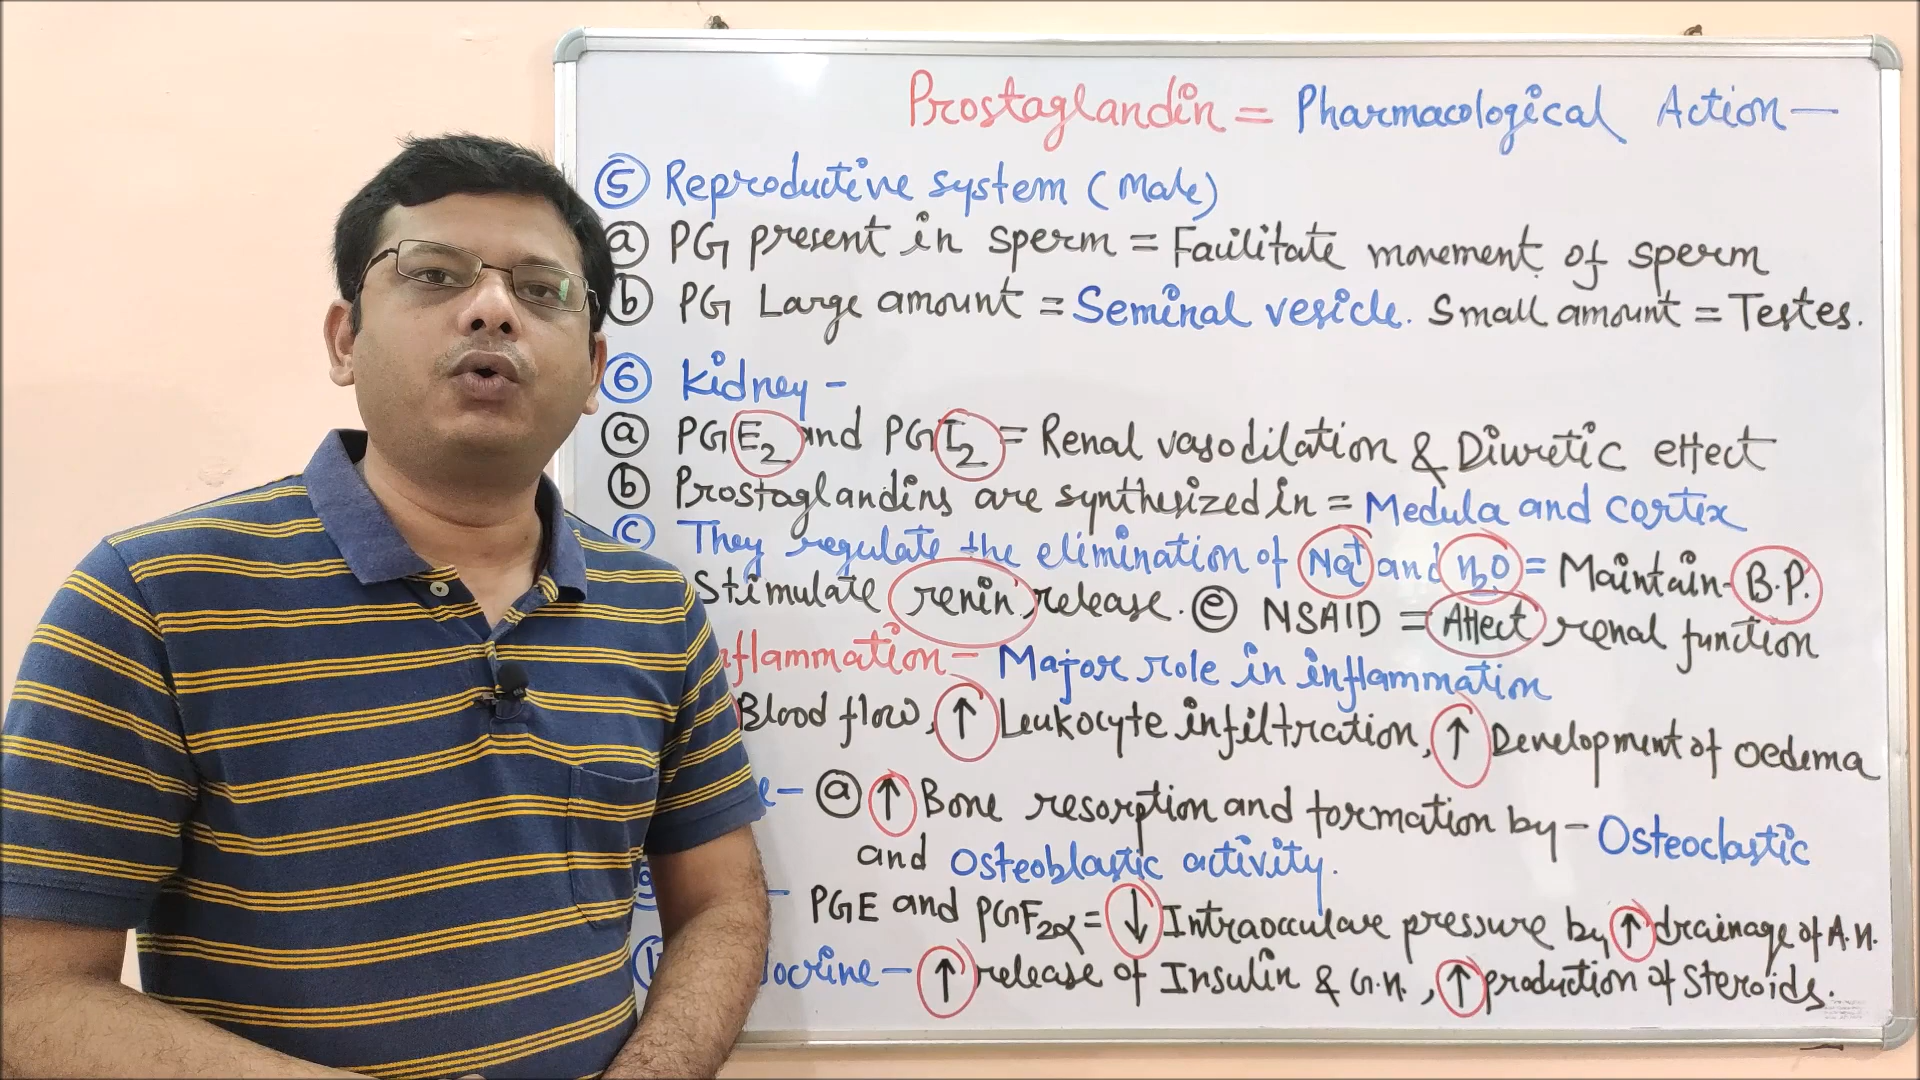 Prostaglandin = Pharmacological Action —
⑤ Reproductive system (Male)
ⓐ PG present in sperm = Failitate movement of sperm
ⓑ PG Large amount = Seminal vesicle. Small amount = Testes.
⑥ Kidney -
ⓐ PGE₂ and PGI₂ = Renal vasodilation & Diuretic effect
ⓑ Prostaglandins are synthesized in = Medula and cortex
ⓒ They regulate the elimination of Na⁺ and H₂O = Maintain- B.P.
Stimulate renin release. ⓔ NSAID = Affect renal function
nflammation - Major role in inflammation
Blood flow, ↑ Leukocyte infiltration, ↑ Development of oedema
e- ⓐ ↑ Bone resorption and formation by - Osteoclastic
and Osteoblastic activity.
- PGE and PGF₂α = ↓ Intraocculare pressure by ↑ drainage of A.H.
docrine - ↑ release of Insulin & G.H., ↑ production of Steroids.